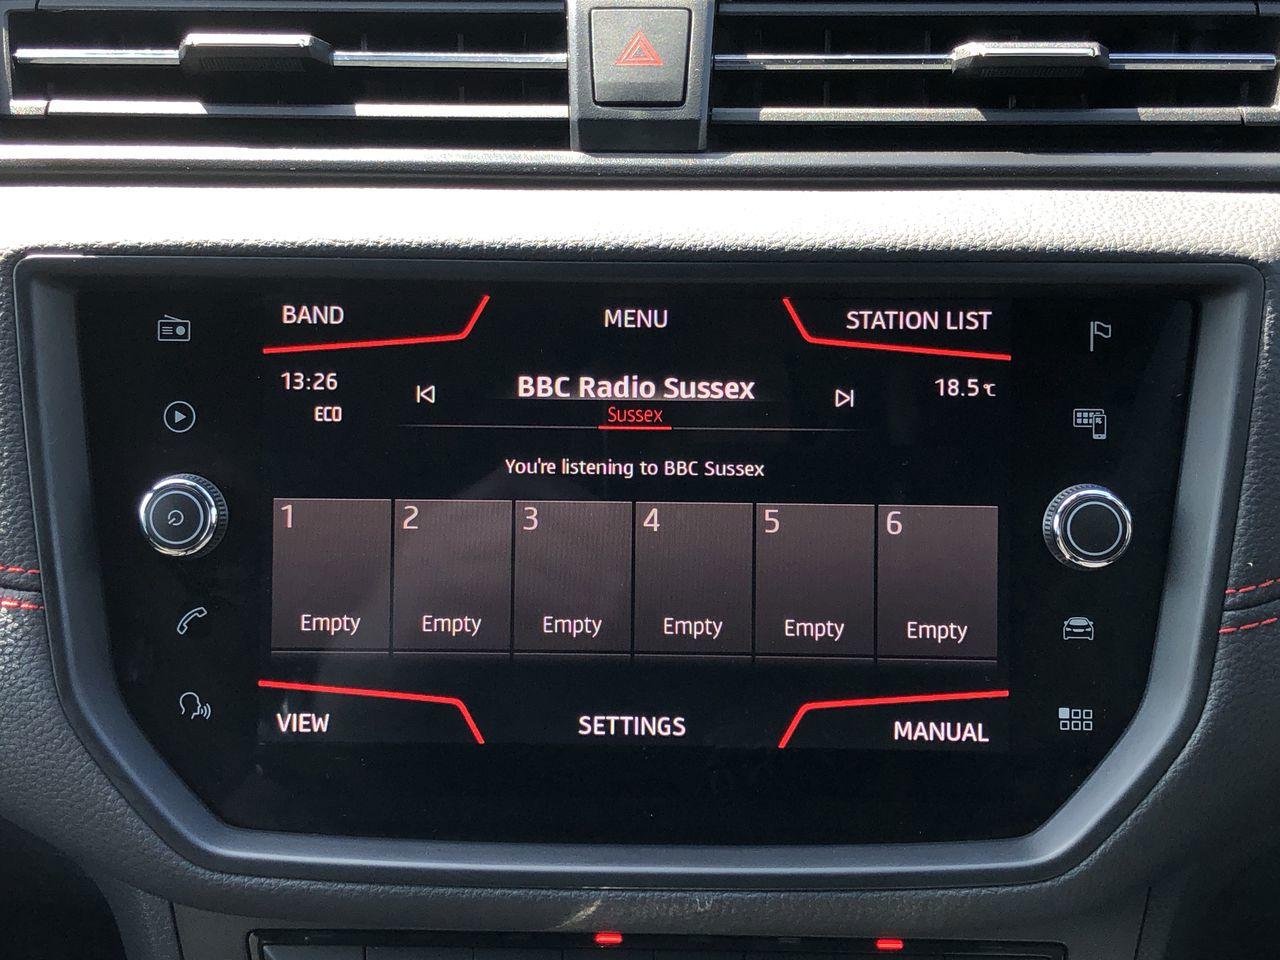 BAND
MENU
STATION LIST
13:26
BBC Radio Sussex
18.5 ℃
ECO
Sussex
You're listening to BBC Sussex
1
2
3
4
5
6
Empty
Empty
Empty
Empty
Empty
Empty
VIEW
SETTINGS
MANUAL